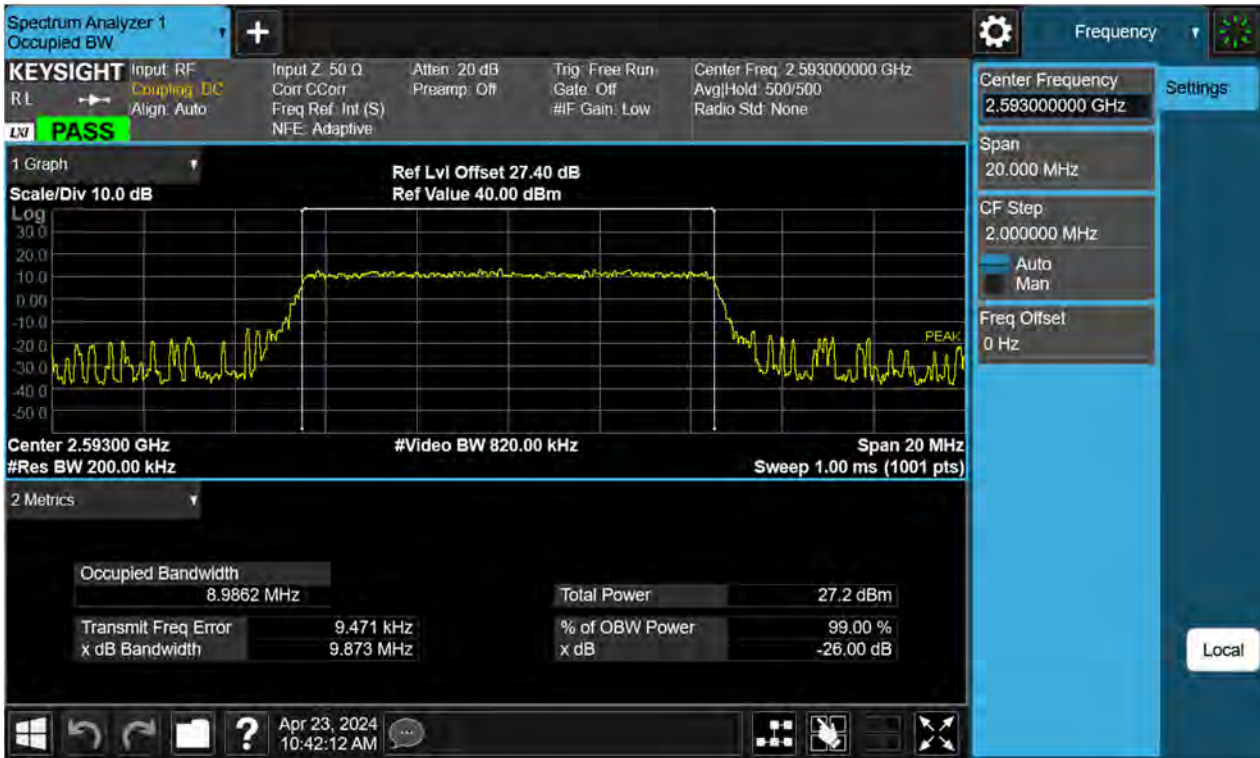 Spectrum Analyzer 1
Occupied BW
+
Frequency
KEYSIGHT
R L
LXI
PASS
Input: RF
Coupling: DC
Align: Auto
Input Z: 50 Ω
Corr CCorr
Freq Ref: Int (S)
NFE: Adaptive
Atten: 20 dB
Preamp: Off
Trig: Free Run
Gate: Off
#IF Gain: Low
Center Freq: 2.593000000 GHz
Avg|Hold: 500/500
Radio Std: None
Center Frequency
2.593000000 GHz
Settings
Span
20.000 MHz
CF Step
2.000000 MHz
Auto
Man
Freq Offset
0 Hz
Local
1 Graph
Scale/Div 10.0 dB
Ref Lvl Offset 27.40 dB
Ref Value 40.00 dBm
Log
30.0
20.0
10.0
0.00
-10.0
-20.0
-30.0
-40.0
-50.0
PEAK
Center 2.59300 GHz
#Video BW 820.00 kHz
Span 20 MHz
#Res BW 200.00 kHz
Sweep 1.00 ms (1001 pts)
2 Metrics
Occupied Bandwidth
8.9862 MHz
Total Power 27.2 dBm
Transmit Freq Error 9.471 kHz
% of OBW Power 99.00 %
x dB Bandwidth 9.873 MHz
x dB -26.00 dB
?
Apr 23, 2024
10:42:12 AM